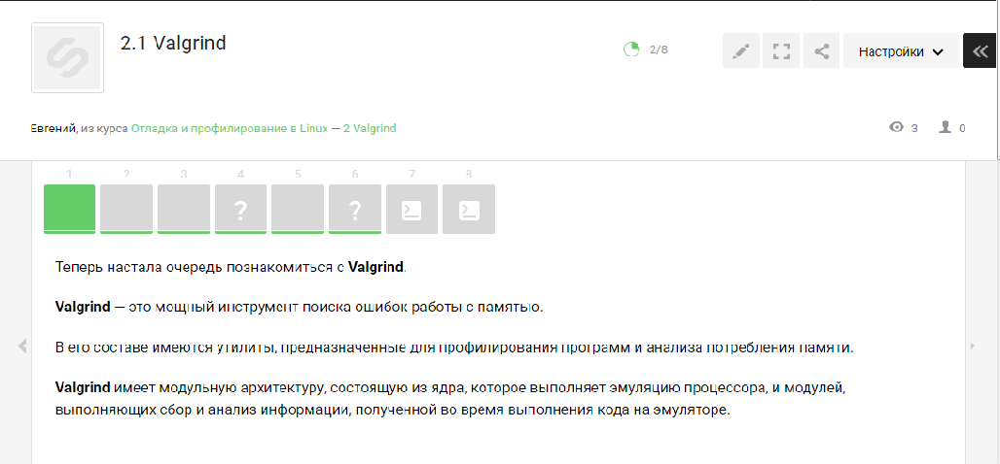 2.1 Valgrind
2/8
Настройки
Евгений, из курса Отладка и профилирование в Linux — 2 Valgrind
3
0
1 2 3 4 5 6 7 8
? ?
Теперь настала очередь познакомиться с Valgrind.
Valgrind — это мощный инструмент поиска ошибок работы с памятью.
В его составе имеются утилиты, предназначенные для профилирования программ и анализа потребления памяти.
Valgrind имеет модульную архитектуру, состоящую из ядра, которое выполняет эмуляцию процессора, и модулей,
выполняющих сбор и анализ информации, полученной во время выполнения кода на эмуляторе.